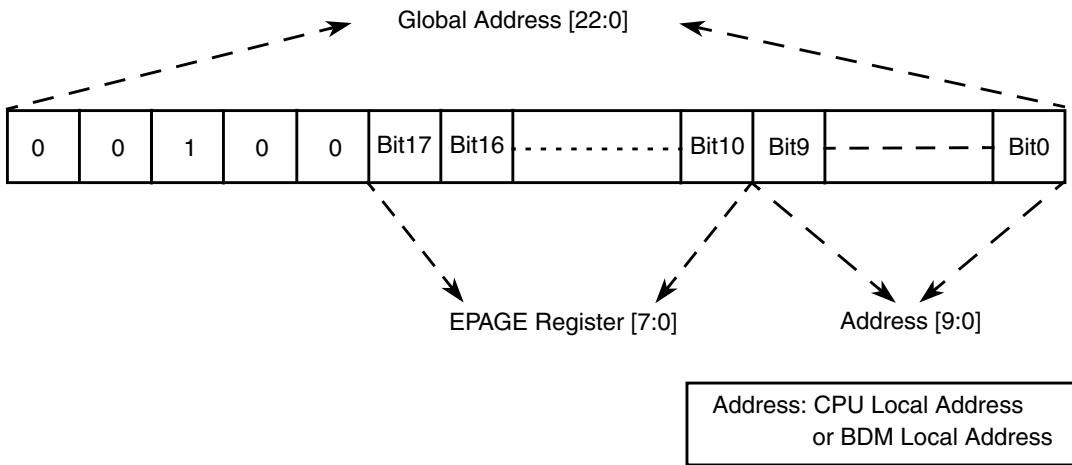 Global Address [22:0]
0 0 1 0 0 Bit17 Bit16 Bit10 Bit9 Bit0
EPAGE Register [7:0] Address [9:0]
Address: CPU Local Address
or BDM Local Address